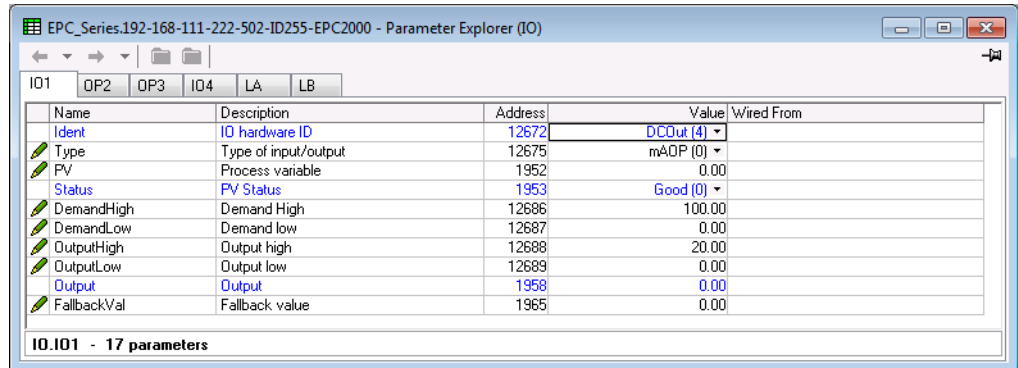 EPC_Series.192-168-111-222-502-ID255-EPC2000 - Parameter Explorer (IO)
IO1 OP2 OP3 IO4 LA LB
Name Description Address Value Wired From
Ident IO hardware ID 12672 DCOut (4)
Type Type of input/output 12675 mAOP (0)
PV Process variable 1952 0.00
Status PV Status 1953 Good (0)
DemandHigh Demand High 12686 100.00
DemandLow Demand low 12687 0.00
OutputHigh Output high 12688 20.00
OutputLow Output low 12689 0.00
Output Output 1958 0.00
FallbackVal Fallback value 1965 0.00
IO.IO1 - 17 parameters